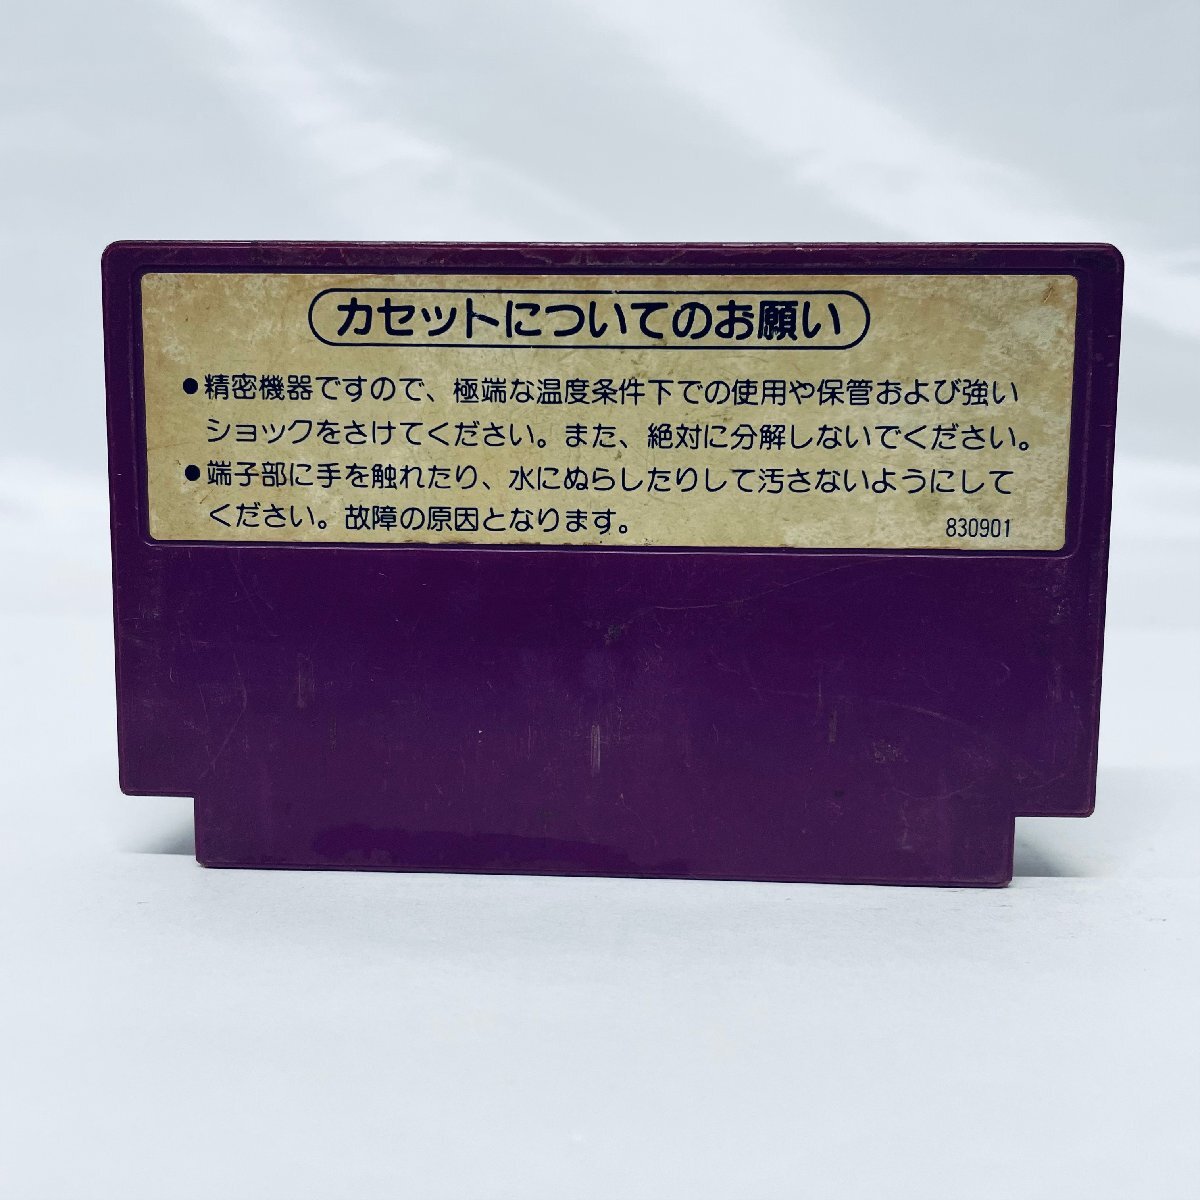 カセットについてのお願い
●精密機器ですので、極端な温度条件下での使用や保管および強い
ショックをさけてください。また、絶対に分解しないでください。
●端子部に手を触れたり、水にぬらしたりして汚さないようにして
ください。故障の原因となります。
830901